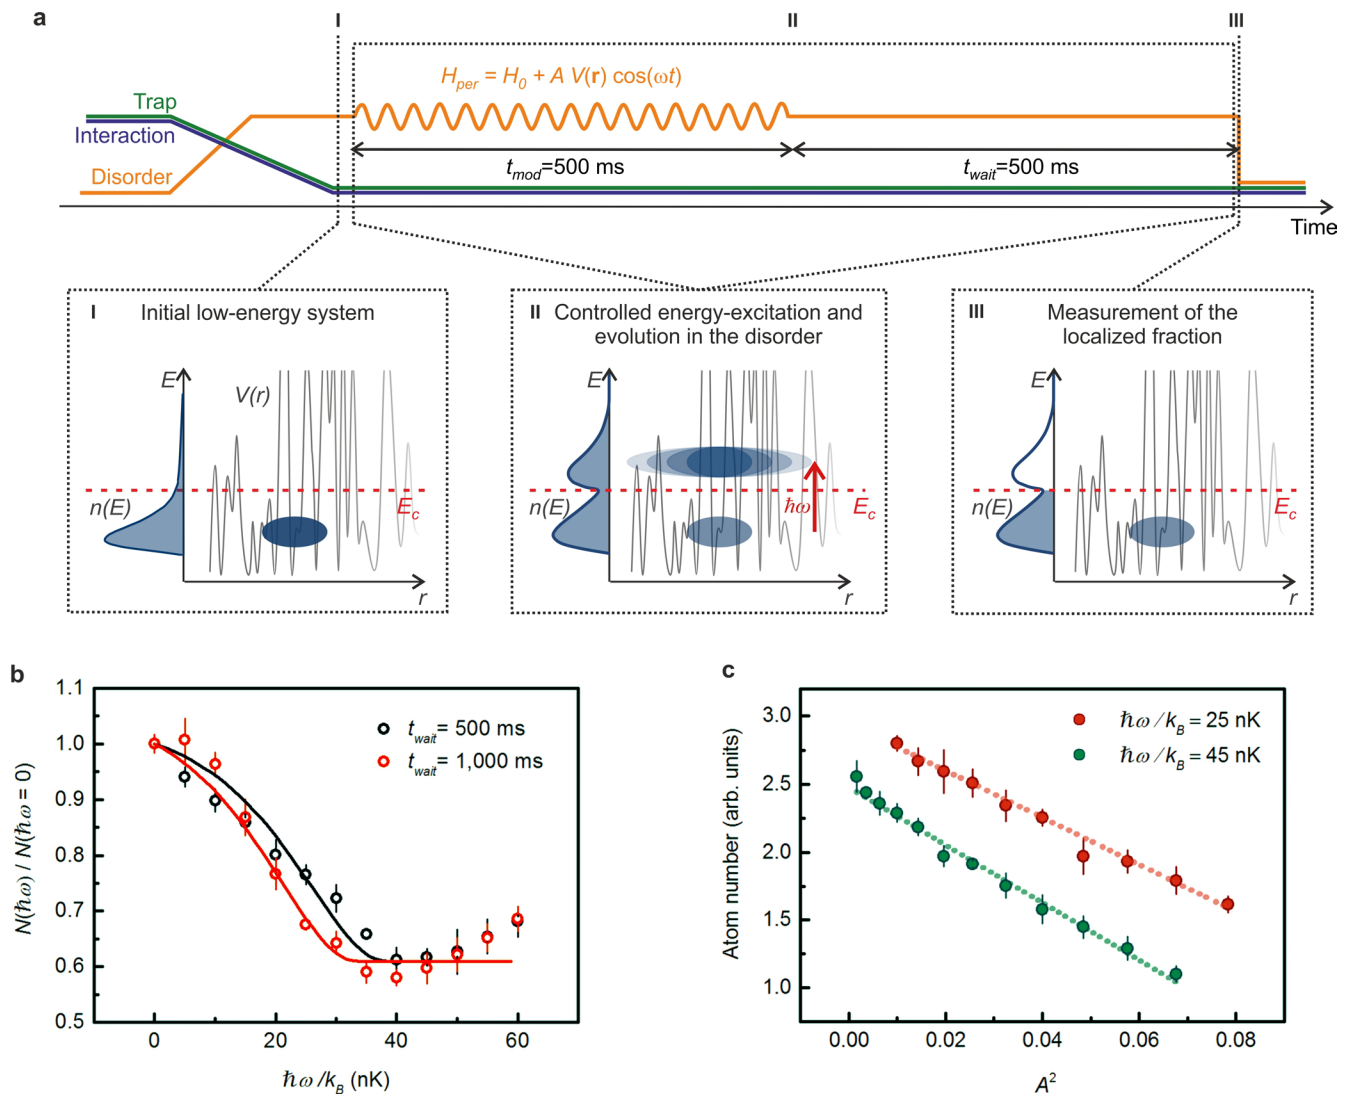 a
I
II
III
H_per = H_0 + A V(r) cos(ωt)
Trap
Interaction
Disorder
t_mod=500 ms
t_wait=500 ms
Time
I Initial low-energy system
E
V(r)
n(E)
E_c
r
II Controlled energy-excitation and
evolution in the disorder
E
n(E)
ħω
E_c
r
III Measurement of the
localized fraction
E
n(E)
E_c
r
b
1.1
1.0
0.9
0.8
0.7
0.6
0.5
N(ħω) / N(ħω = 0)
t_wait= 500 ms
t_wait= 1,000 ms
0 20 40 60
ħω/k_B (nK)
c
3.0
2.5
2.0
1.5
1.0
Atom number (arb. units)
ħω/k_B = 25 nK
ħω/k_B = 45 nK
0.00 0.02 0.04 0.06 0.08
A²